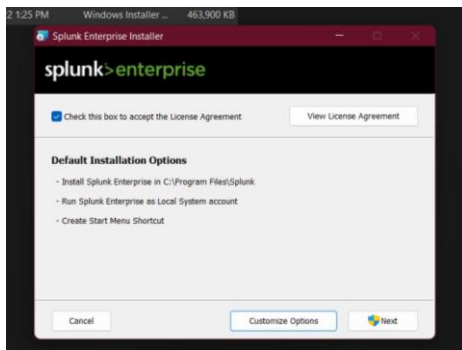 2 1:25 PM Windows Installer ... 463,900 KB
Splunk Enterprise Installer
splunk>enterprise
Check this box to accept the License Agreement
View License Agreement
Default Installation Options
- Install Splunk Enterprise in C:\Program Files\Splunk
- Run Splunk Enterprise as Local System account
- Create Start Menu Shortcut
Cancel
Customize Options
Next